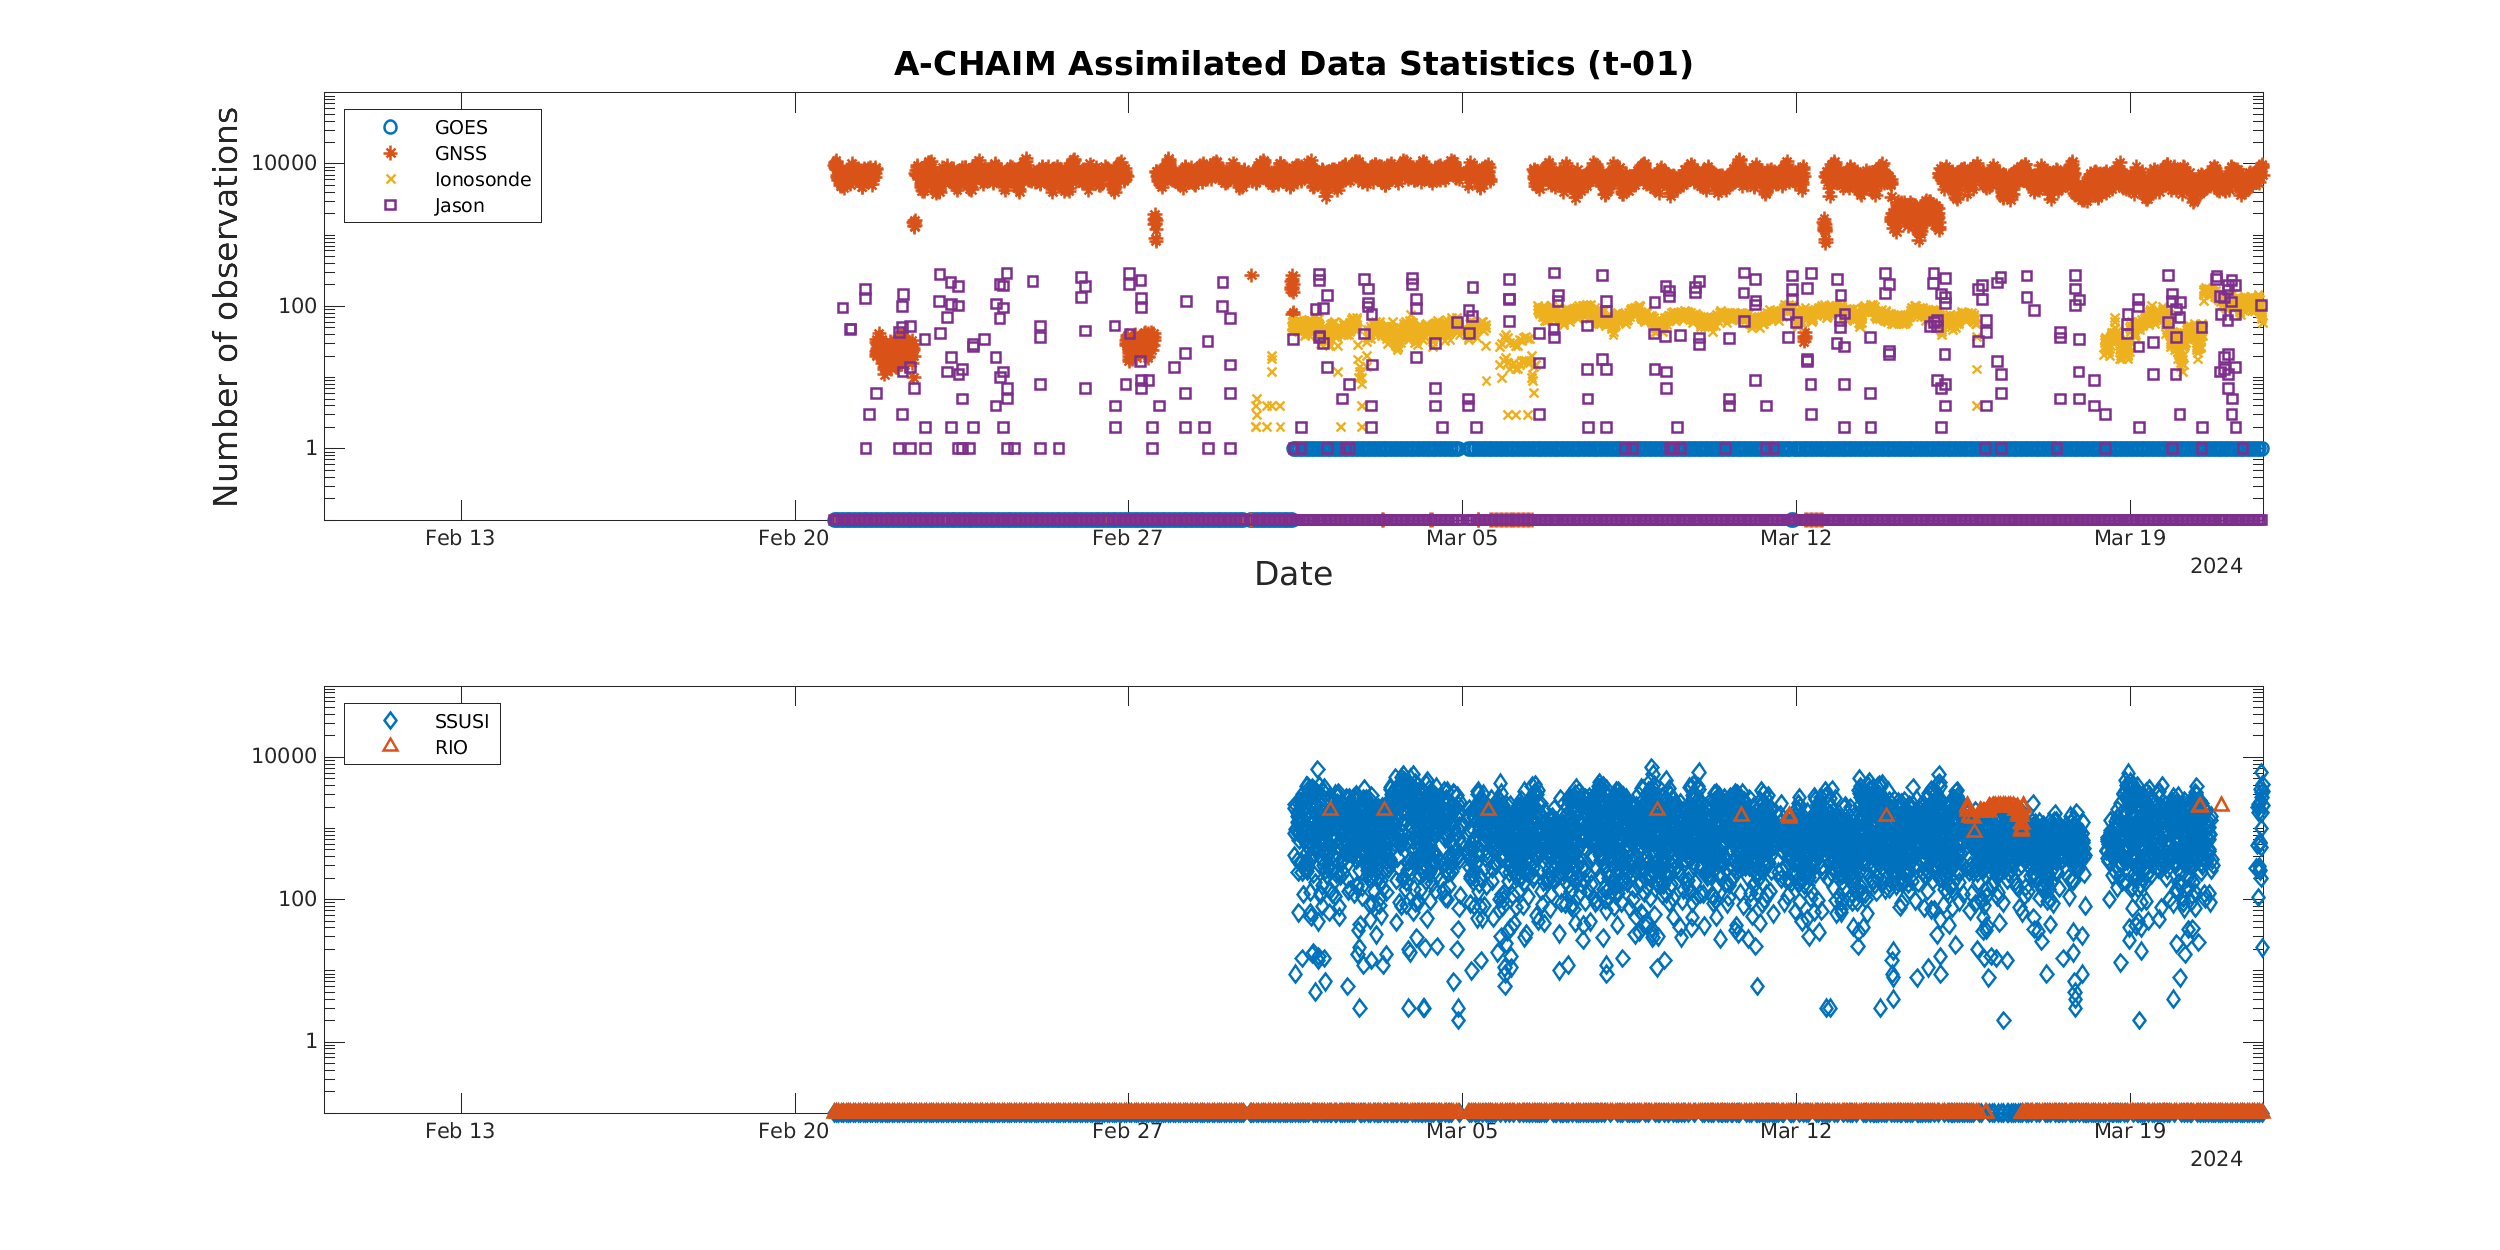 A-CHAIM Assimilated Data Statistics (t-01)
Number of observations
10000
100
1
GOES
GNSS
Ionosonde
Jason
Feb 13 Feb 20 Feb 27 Mar 05 Mar 12 Mar 19
2024
Date
10000
100
1
SSUSI
RIO
Feb 13 Feb 20 Feb 27 Mar 05 Mar 12 Mar 19
2024